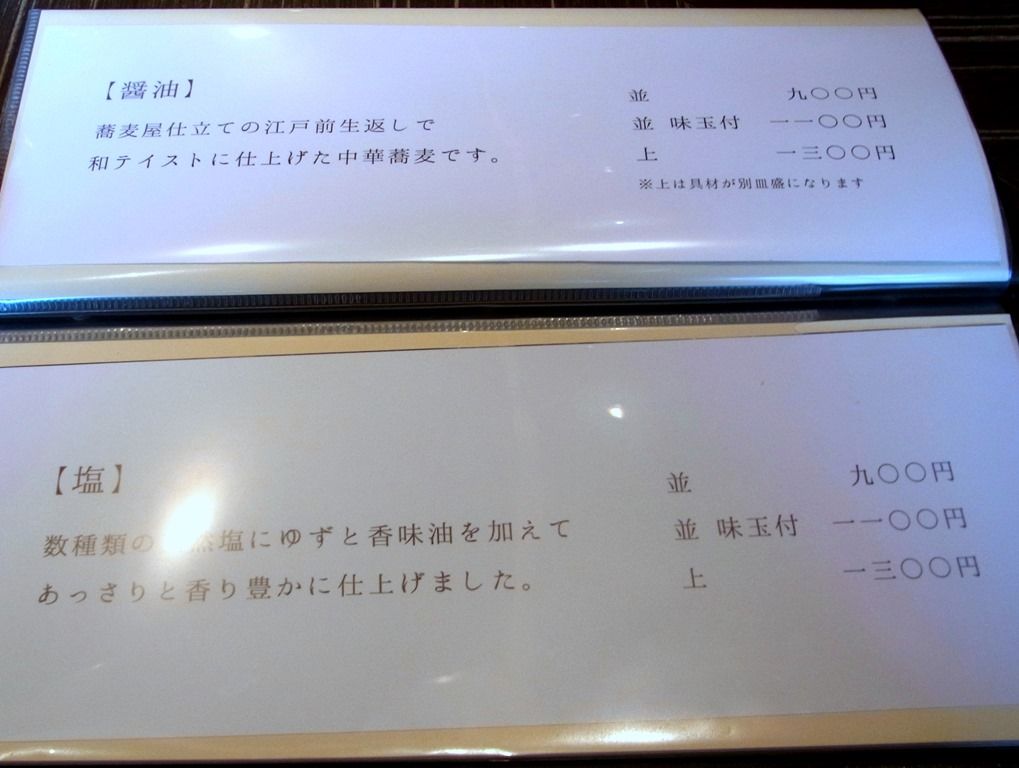 【醤油】
蕎麦屋仕立ての江戸前生返しで
和テイストに仕上げた中華蕎麦です。
並 九〇〇円
並 味玉付 一一〇〇円
上 一三〇〇円
※上は具材が別皿盛になります
【塩】
数種類の然塩にゆずと香味油を加えて
あっさりと香り豊かに仕上げました。
並 九〇〇円
並 味玉付 一一〇〇円
上 一三〇〇円